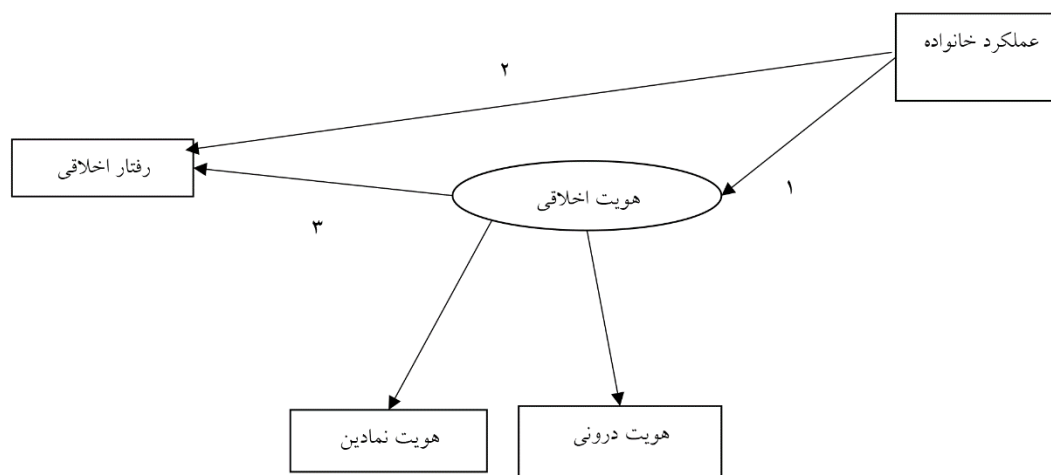 عملکرد خانواده
۲
رفتار اخلاقی
هویت اخلاقی
۱
۳
هویت درونی
هویت نمادین